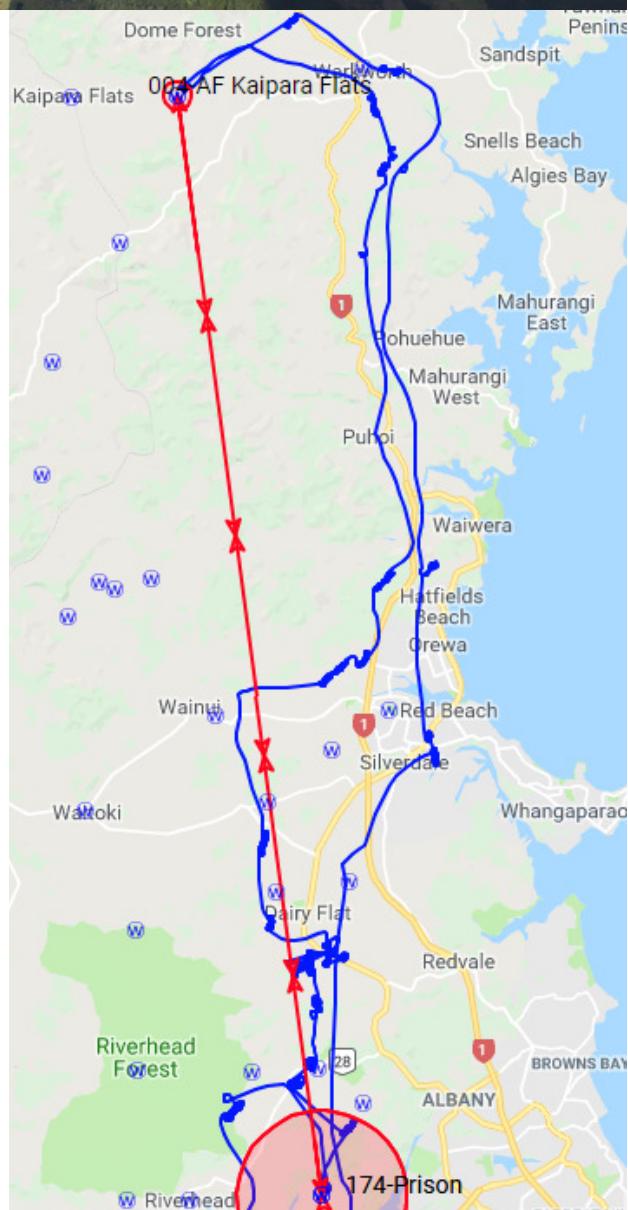 Dome Forest
Penins
Sandspit
004-AF Kaipara Flats
Warkworth
Kaipara Flats
W
W
W
Snells Beach
Algies Bay
W
Mahurangi
East
1
Pohuehue
W
Mahurangi
West
Puhoi
W
Waiwera
W
W
W
W
Hatfields
Beach
Orewa
Wainui
W
W
Red Beach
1
W
Silverdale
W
Waitoki
W
Whangaparao
W
W
Dairy Flat
W
Redvale
Riverhead
Forest
W
W
W
28
1
BROWNS BAY
W
ALBANY
174-Prison
W
Riverhead
W
W